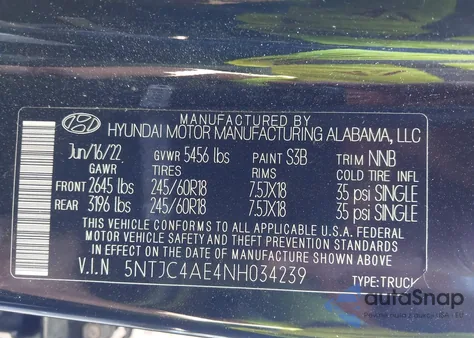 MANUFACTURED BY
HYUNDAI MOTOR MANUFACTURING ALABAMA, LLC
Jun/16/22 GVWR 5456 lbs PAINT S3B TRIM NNB
GAWR TIRES RIMS COLD TIRE INFL
FRONT 2645 lbs 245/60R18 7.5JX18 35 psi SINGLE
REAR 3196 lbs 245/60R18 7.5JX18 35 psi SINGLE
THIS VEHICLE CONFORMS TO ALL APPLICABLE U.S.A. FEDERAL
MOTOR VEHICLE SAFETY AND THEFT PREVENTION STANDARDS
IN EFFECT ON THE DATE OF MANUFACTURE SHOWN ABOVE.
V.I.N 5NTJC4AE4NH034239 TYPE:TRUCK
autoSnap